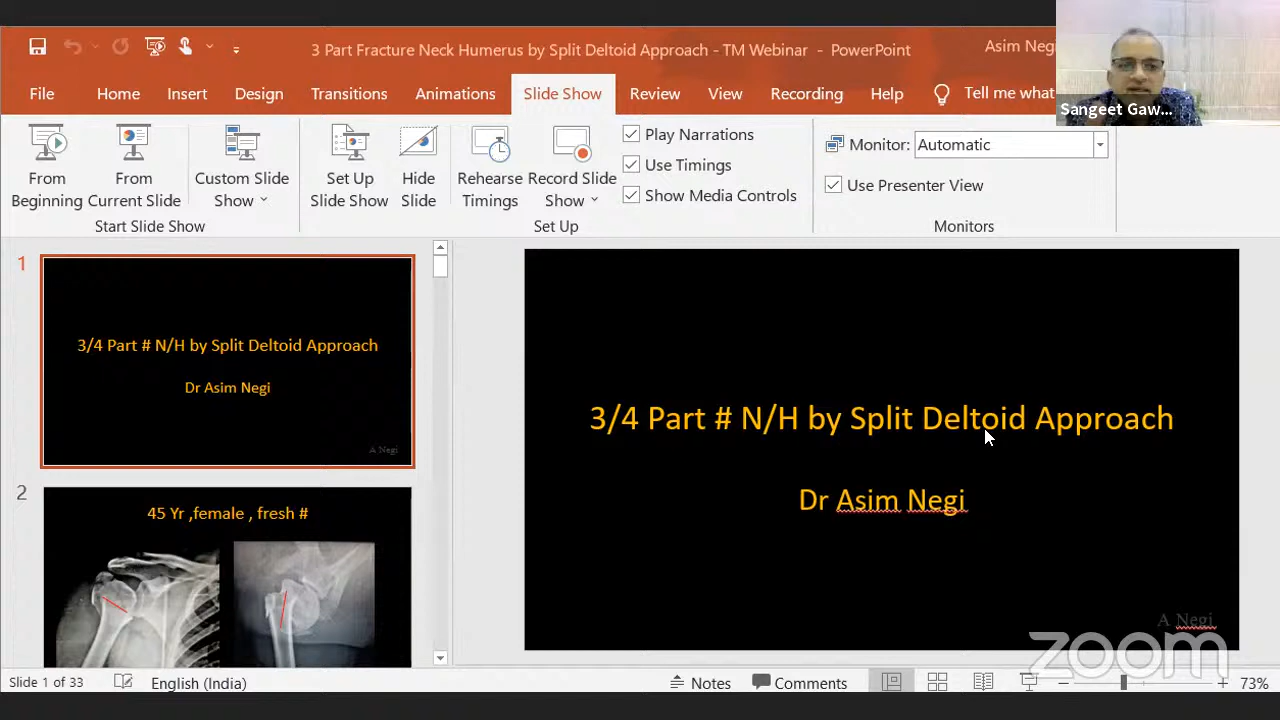 3 Part Fracture Neck Humerus by Split Deltoid Approach - TM Webinar - PowerPoint
Asim Neg
Sangeet Gaw...
File Home Insert Design Transitions Animations Slide Show Review View Recording Help Tell me what
From Beginning
From Current Slide
Custom Slide Show
Start Slide Show
Set Up Slide Show
Hide Slide
Rehearse Timings
Record Slide Show
Play Narrations
Use Timings
Show Media Controls
Set Up
Monitor: Automatic
Use Presenter View
Monitors
1
3/4 Part # N/H by Split Deltoid Approach
Dr Asim Negi
A Negi
2
45 Yr ,female , fresh #
3/4 Part # N/H by Split Deltoid Approach
Dr Asim Negi
A Negi
zoom
Slide 1 of 33 English (India) Notes Comments 73%